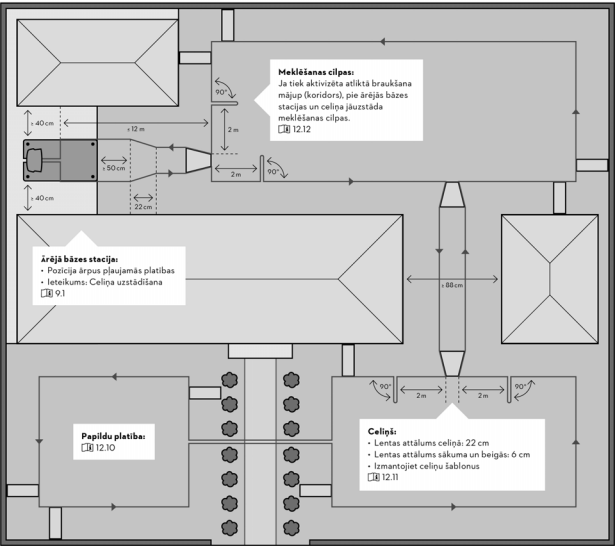 Meklēšanas cilpas:
Ja tiek aktivizēta atliktā braukšana
mājup (koridors), pie ārējās bāzes
stacijas un celiņa jāuzstāda
meklēšanas cilpas.
12.12
90°
2 m
≥ 40 cm
≥ 12 m
≥ 50 cm
22 cm
2 m
90°
≥ 40 cm
Ārējā bāzes stacija:
• Pozīcija ārpus pļaujamās platības
• Ieteikums: Celiņa uzstādīšana
9.1
≥ 88 cm
90°
2 m
2 m
90°
Papildu platība:
12.10
Celiņš:
• Lentas attālums celiņā: 22 cm
• Lentas attālums sākuma un beigās: 6 cm
• Izmantojiet celiņu šablonus
12.11